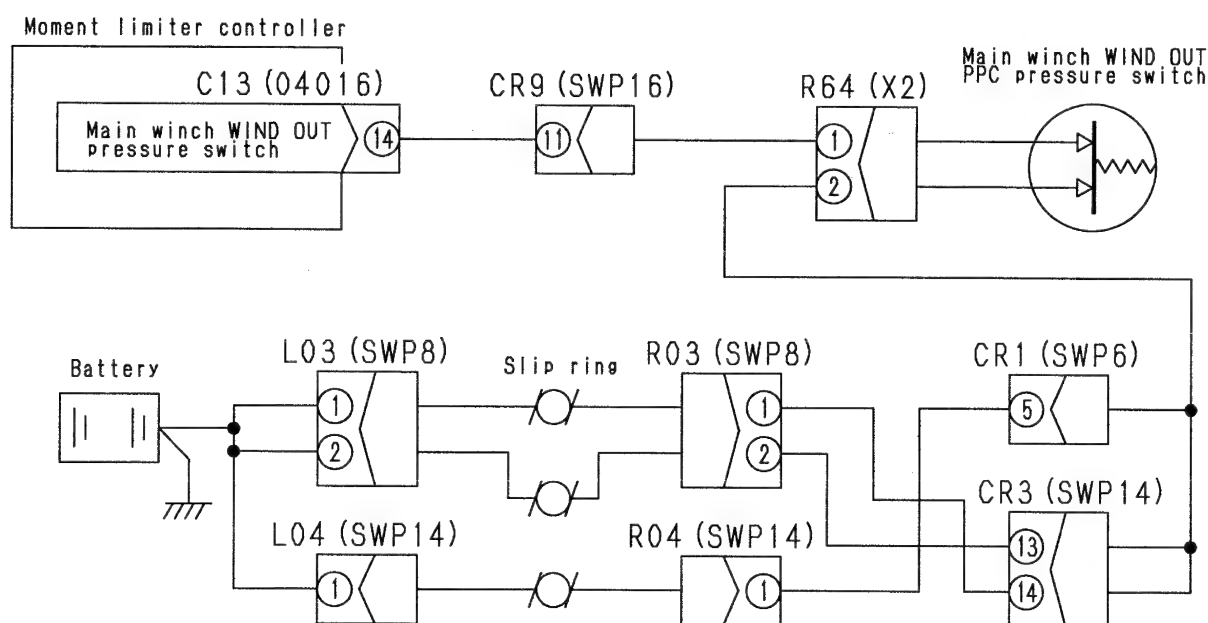 Moment limiter controller
C13 (04016)
CR9 (SWP16)
R64 (X2)
Main winch WIND OUT
PPC pressure switch
Main winch WIND OUT
pressure switch
14
11
1
2
Battery
L03 (SWP8)
Slip ring
R03 (SWP8)
CR1 (SWP6)
1
2
1
2
5
L04 (SWP14)
R04 (SWP14)
CR3 (SWP14)
1
1
13
14